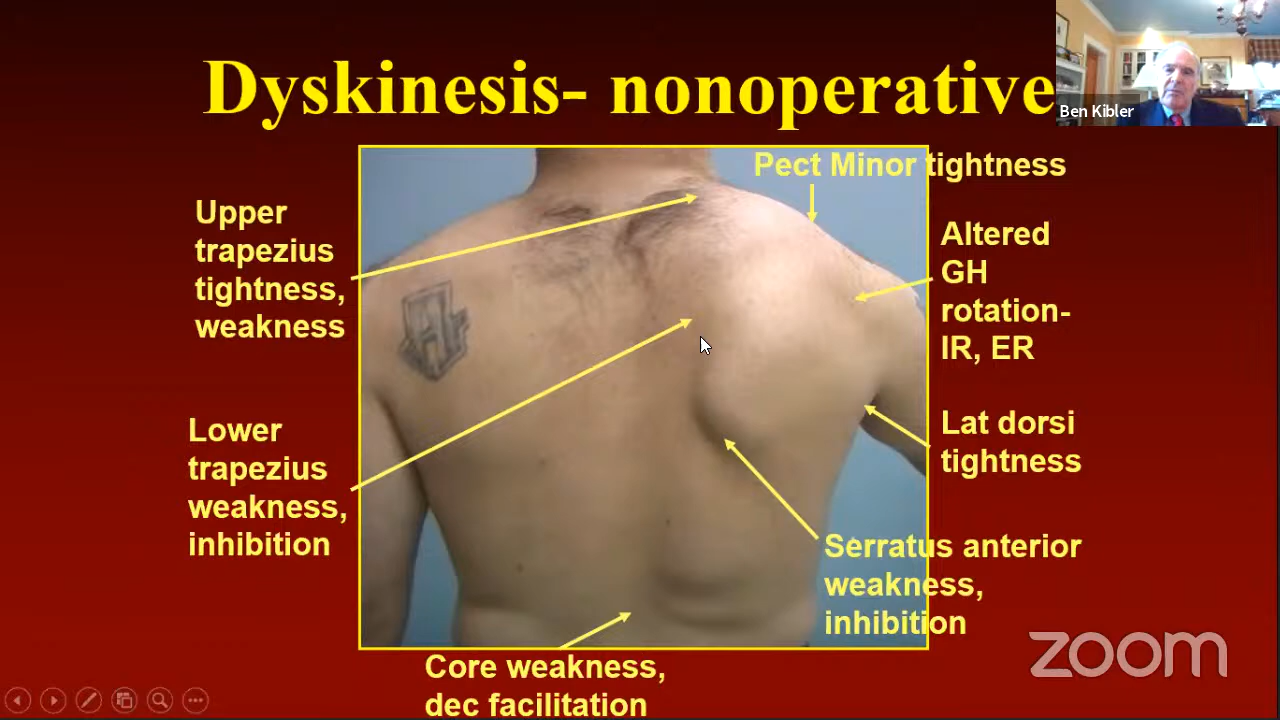 Dyskinesis- nonoperative
Ben Kibler
Pect Minor tightness
Upper
trapezius
tightness,
weakness
Altered
GH
rotation-
IR, ER
Lower
trapezius
weakness,
inhibition
Lat dorsi
tightness
Serratus anterior
weakness,
inhibition
Core weakness,
dec facilitation
zoom